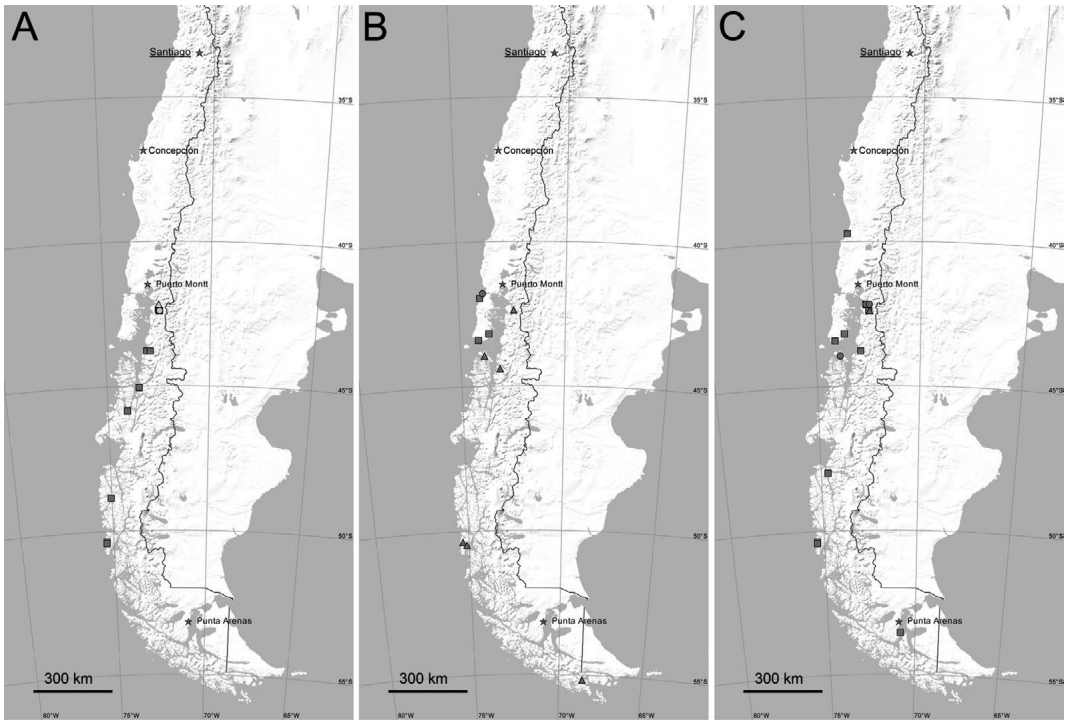 A
Santiago
35°S
Concepción
40°S
Puerto Montt
45°S
50°S
Punta Arenas
300 km
55°S
80°W
75°W
70°W
65°W
B
Santiago
35°S
Concepción
40°S
Puerto Montt
45°S
50°S
Punta Arenas
300 km
55°S
80°W
75°W
70°W
65°W
C
Santiago
35°S
Concepción
40°S
Puerto Montt
45°S
50°S
Punta Arenas
300 km
55°S
80°W
75°W
70°W
65°W